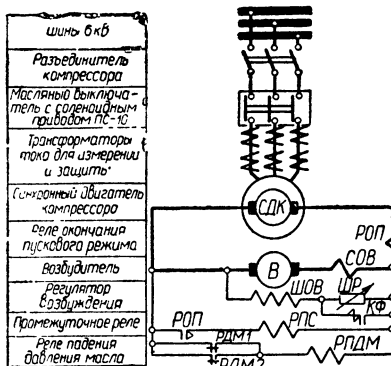 шины 6 кВ
Разъединитель
компрессора
Масляный выключа-
тель с соленоидным
приводом ПС-10
Трансформаторы
тока для измерений
и защиты
Синхронный двигатель
компрессора
Реле окончания
пускового режима
Возбудитель
Регулятор
возбуждения
Промежуточное реле
Реле падения
давления масла
СДК
РОП
В
СОВ
ШОВ
ШР
КФ
РОП
РПС
РДМ1
РДМ2
РПДМ